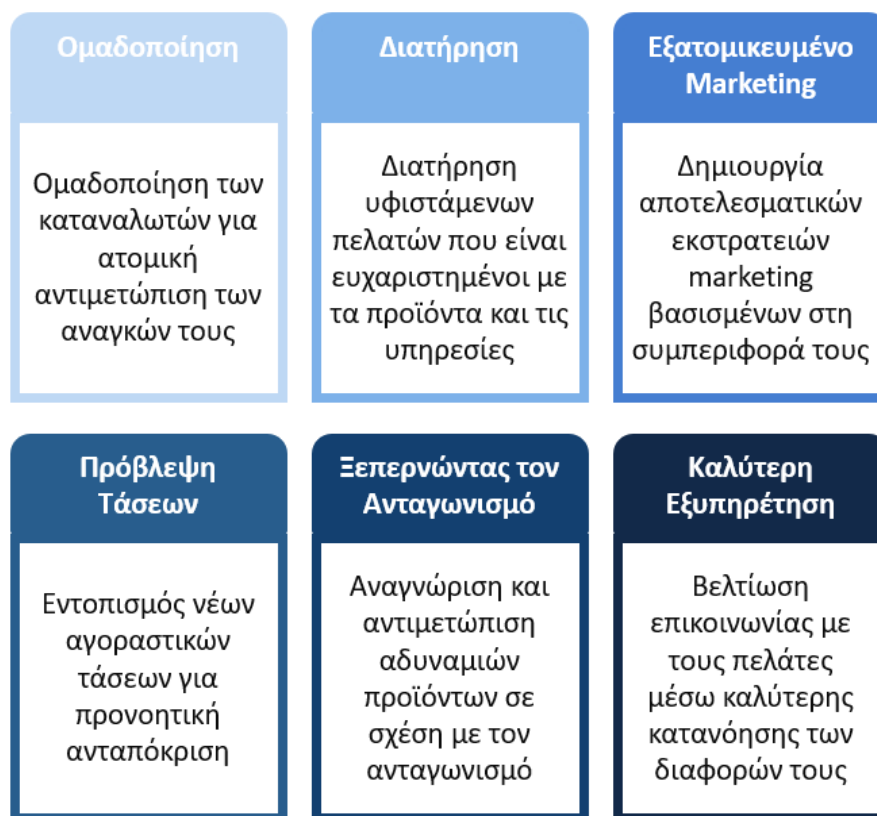 Ομαδοποίηση
Ομαδοποίηση των
καταναλωτών για
ατομική
αντιμετώπιση των
αναγκών τους
Διατήρηση
Διατήρηση
υφιστάμενων
πελατών που είναι
ευχαριστημένοι με
τα προϊόντα και τις
υπηρεσίες
Εξατομικευμένο
Marketing
Δημιουργία
αποτελεσματικών
εκστρατειών
marketing
βασισμένων στη
συμπεριφορά τους
Πρόβλεψη
Τάσεων
Εντοπισμός νέων
αγοραστικών
τάσεων για
προνοητική
ανταπόκριση
Ξεπερνώντας τον
Ανταγωνισμό
Αναγνώριση και
αντιμετώπιση
αδυναμιών
προϊόντων σε
σχέση με τον
ανταγωνισμό
Καλύτερη
Εξυπηρέτηση
Βελτίωση
επικοινωνίας με
τους πελάτες
μέσω καλύτερης
κατανόησης των
διαφορών τους